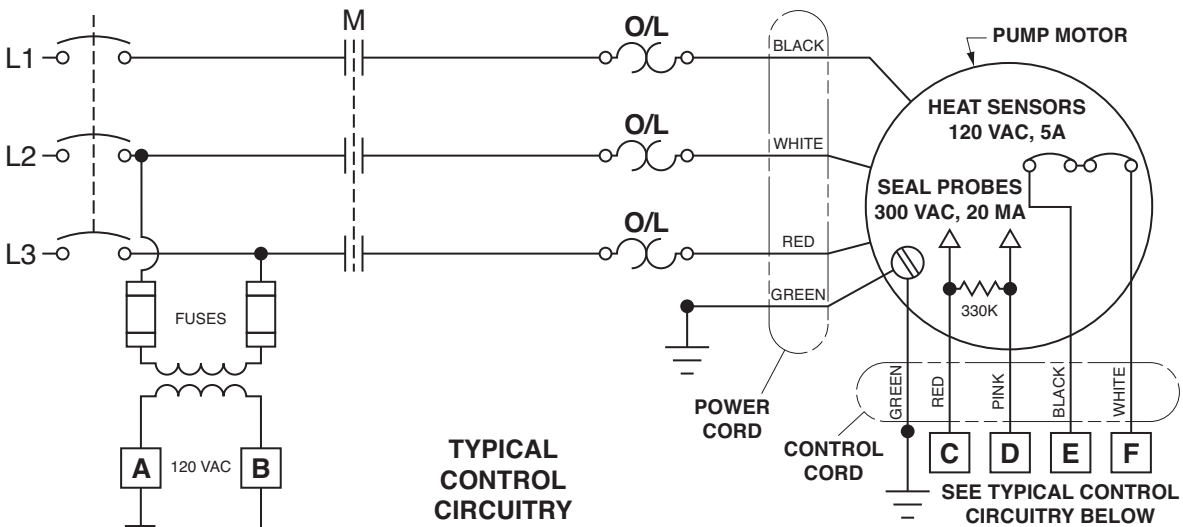 M
O/L
L1
BLACK
PUMP MOTOR
HEAT SENSORS
120 VAC, 5A
O/L
L2
WHITE
SEAL PROBES
300 VAC, 20 MA
O/L
L3
RED
GREEN
330K
FUSES
POWER
CORD
CONTROL
CORD
GREEN
RED
PINK
BLACK
WHITE
A
120 VAC
B
TYPICAL
CONTROL
CIRCUITRY
C
D
E
F
SEE TYPICAL CONTROL
CIRCUITRY BELOW